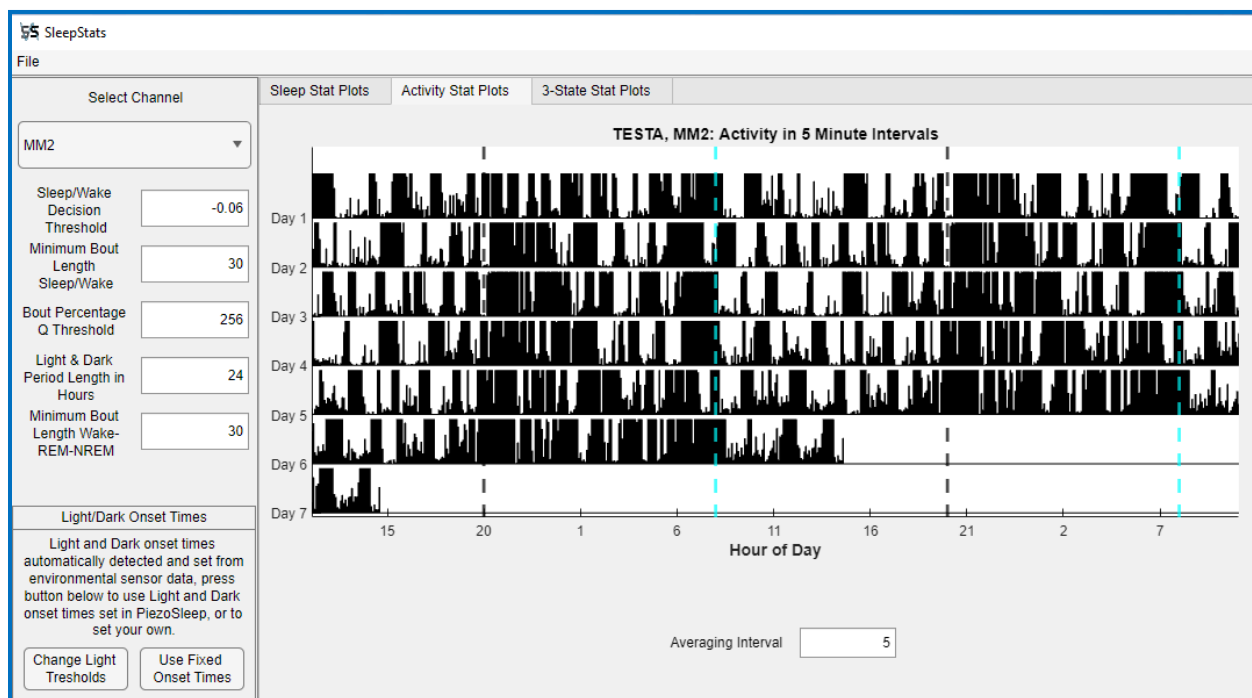 SleepStats
File
Select Channel
MM2
Sleep/Wake
Decision
Threshold
-0.06
Minimum Bout
Length
Sleep/Wake
30
Bout Percentage
Q Threshold
256
Light & Dark
Period Length in
Hours
24
Minimum Bout
Length Wake-
REM-NREM
30
Light/Dark Onset Times
Light and Dark onset times
automatically detected and set from
environmental sensor data, press
button below to use Light and Dark
onset times set in PiezoSleep, or to
set your own.
Change Light
Tresholds
Use Fixed
Onset Times
Sleep Stat Plots
Activity Stat Plots
3-State Stat Plots
TESTA, MM2: Activity in 5 Minute Intervals
Day 1
Day 2
Day 3
Day 4
Day 5
Day 6
Day 7
15 20 1 6 11 16 21 2 7
Hour of Day
Averaging Interval
5